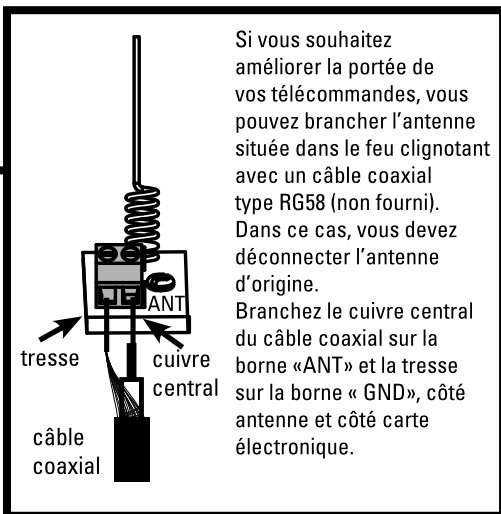 Si vous souhaitez
améliorer la portée de
vos télécommandes, vous
pouvez brancher l'antenne
située dans le feu clignotant
avec un câble coaxial
type RG58 (non fourni).
Dans ce cas, vous devez
déconnecter l'antenne
d'origine.
Branchez le cuivre central
du câble coaxial sur la
borne «ANT» et la tresse
sur la borne « GND», côté
antenne et côté carte
électronique.
ANT
tresse
cuivre
central
câble
coaxial